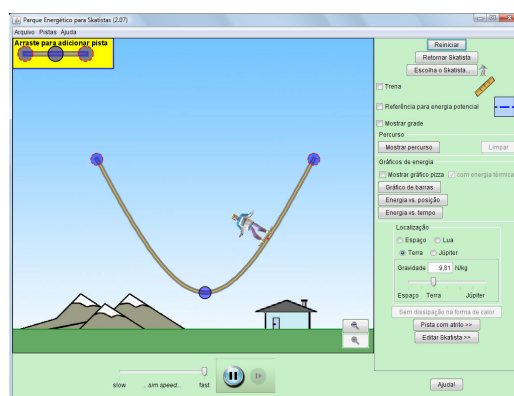 Parque Energético para Skatistas (2.07)
Arquivo Pistas Ajuda
Arraste para adicionar pista
Reiniciar
Retornar Skatista
Escolha o Skatista...
Trena
Referência para energia potencial
Mostrar grade
Percurso
Mostrar percurso Limpar
Gráficos de energia
Mostrar gráfico pizza com energia térmica
Gráfico de barras
Energia vs. posição
Energia vs. tempo
Localização
Espaço Lua
Terra Júpiter
Gravidade 9,81 N/kg
Espaço Terra Júpiter
Sem dissipação na forma de calor
Pista com atrito >>
Editar Skatista >>
slow ...sim speed... fast
Ajuda!